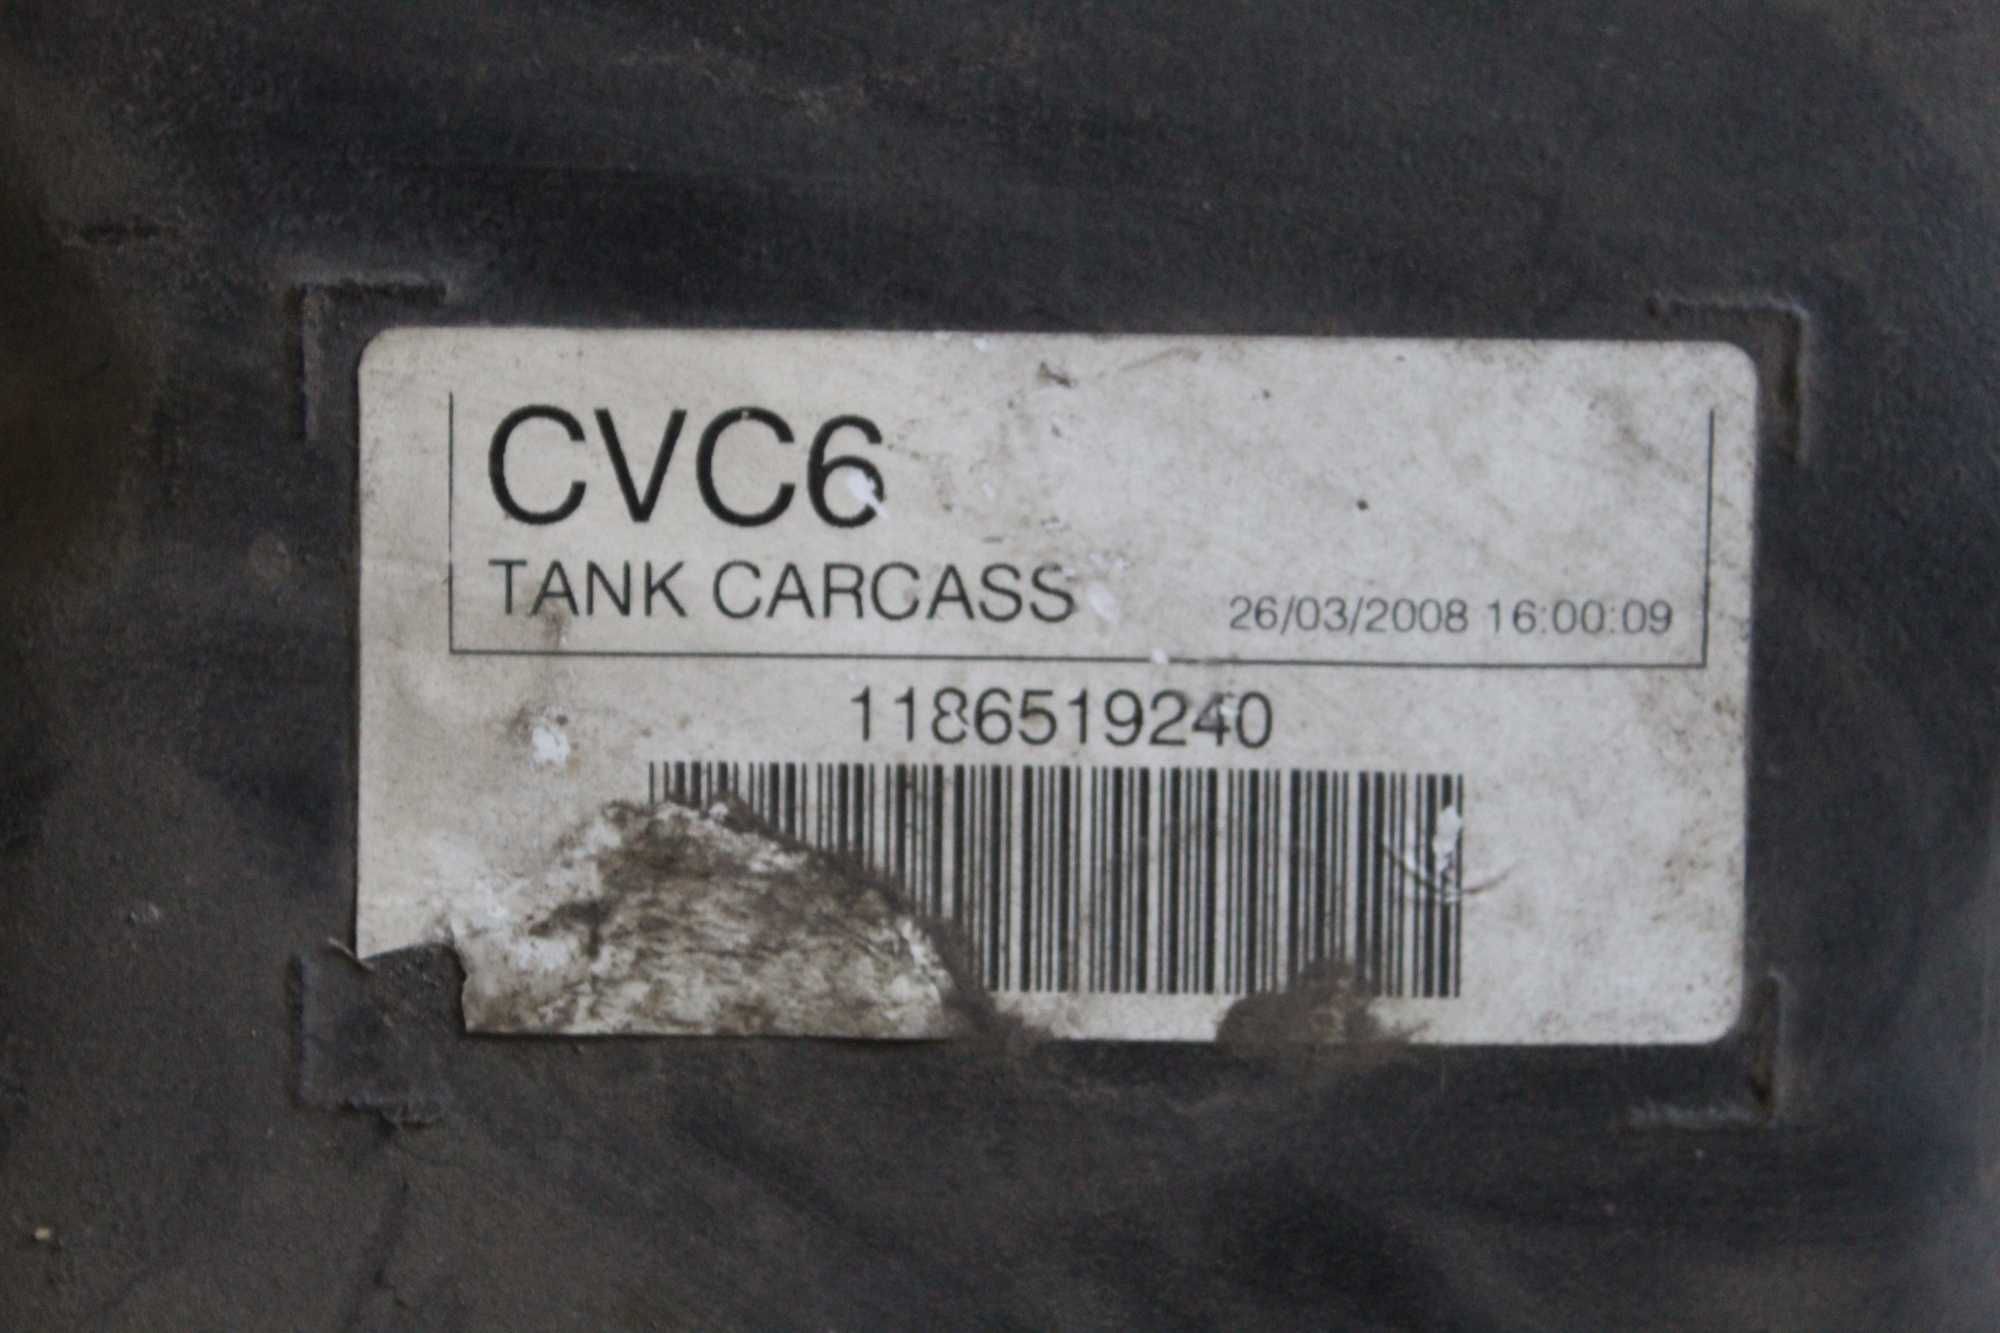 CVC6
TANK CARCASS
26/03/2008 16:00:09
1186519240